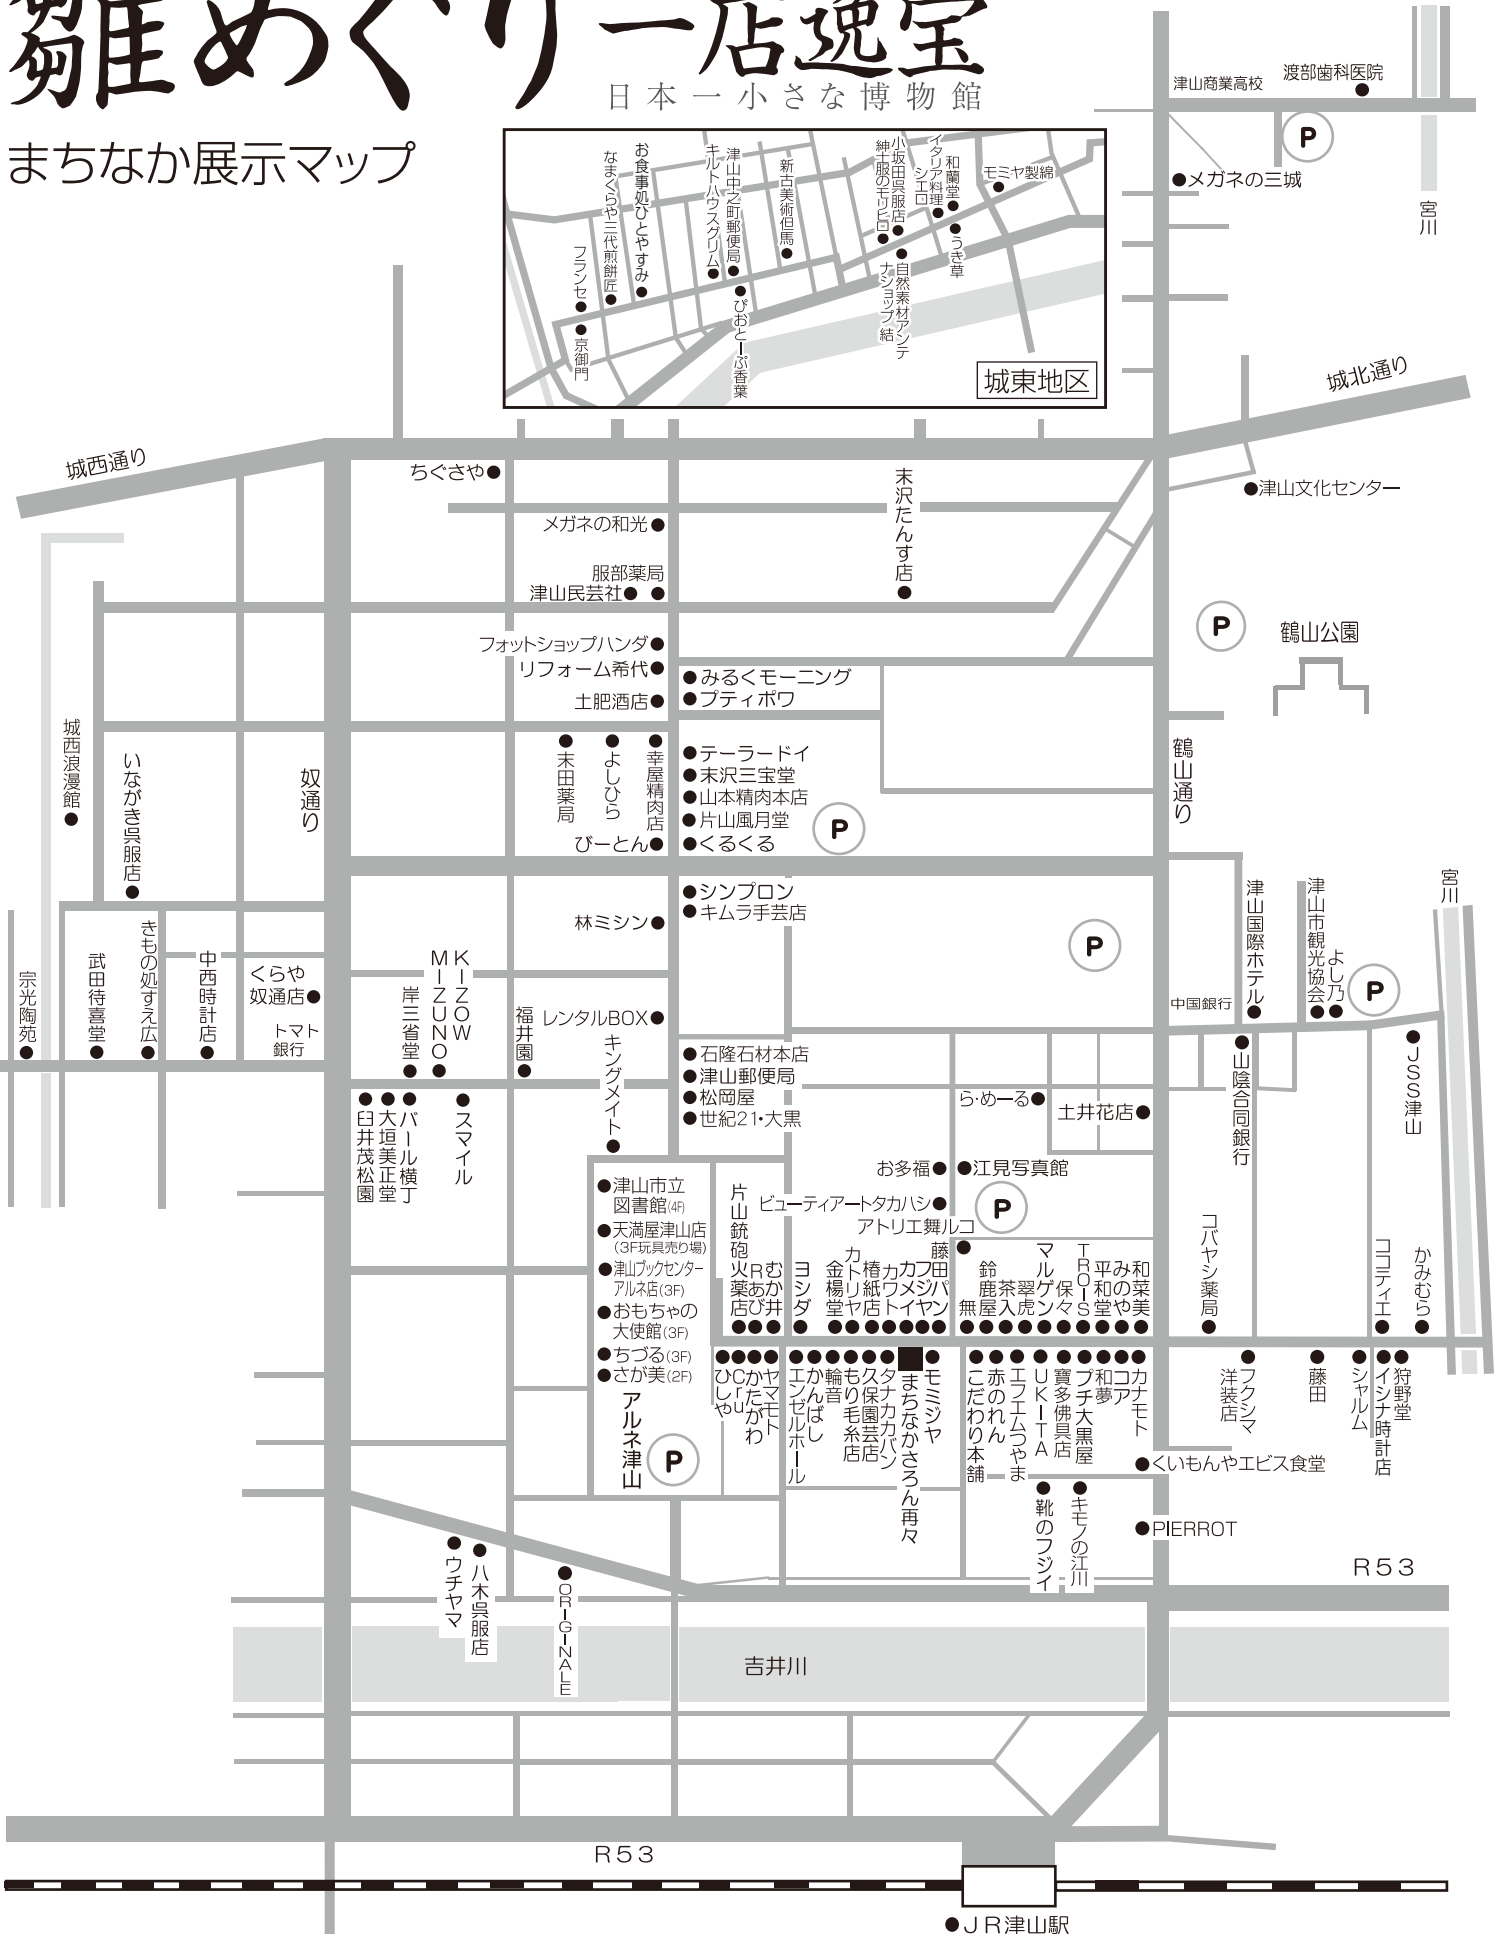 雛めぐり一店逸宝
日本一小さな博物館
まちなか展示マップ
津山商業高校
渡部歯科医院
P
メガネの三城
宮川
フランセ
京御門
なまくらや三代煎餅匠
お食事処ひとやすみ
キルトハウスグリム
津山中之町郵便局
ぴおとーぷ香葉
新古美術但馬
紳士服のモリヒロ
小坂田呉服店
自然素材アンテ
ナショップ 結
イタリア料理
シエロ
和蘭堂
うき草
モミヤ製綿
城東地区
城北通り
城西通り
ちぐさや
メガネの和光
服部薬局
津山民芸社
末沢たんす店
津山文化センター
フォットショップハンダ
リフォーム希代
土肥酒店
みるくモーニング
プティポワ
P
鶴山公園
城西浪漫館
いながき呉服店
奴通り
末田薬局
よしひら
幸屋精肉店
びーとん
テーラードイ
末沢三宝堂
山本精肉本店
片山風月堂
くるくる
P
鶴山通り
シンプロン
キムラ手芸店
林ミシン
P
津山国際ホテル
津山市観光協会
よし乃
P
宮川
中国銀行
宗光陶苑
武田待喜堂
きもの処すえ広
中西時計店
くらや
奴通店
トマト
銀行
岸三省堂
MIZUNO
KINOW
福井園
レンタルBOX
キングメイト
石隆石材本店
津山郵便局
松岡屋
世紀21・大黒
ら・めーる
土井花店
山陰合同銀行
JSS津山
臼井茂松園
大垣美正堂
バール横丁
スマイル
お多福
江見写真館
P
ビューティアートタカハシ
アトリエ舞ルコ
津山市立
図書館(4F)
天満屋津山店
(3F玩具売り場)
津山ブックセンター
アルネ店(3F)
おもちゃの
大使館(3F)
ちづる(3F)
さが美(2F)
アルネ津山
P
片山銃砲火薬店
Rあび
むか井
ヨシダ
金楊堂
カトリヤ
椿紙店
カワト
カメイ
フジヤ
藤田パン
無
鈴鹿屋
茶入
翠虎
マルゲン
保々
TROIS
平和堂
みのや
和菜美
コバヤシ薬局
ココティエ
かみむら
ひしや
Cru
かたがわ
ヤマモト
エンゼルホール
かんばし
輪音
もり毛糸店
久保園芸店
タナカカバン
まちなかさろん再々
モミジヤ
こだわり本舗
赤のれん
エフエムつやま
UKITA
寶多佛具店
プチ大黒屋
和夢
コア
カナモト
洋装店
フクシマ
藤田
シャルム
イシナ時計店
狩野堂
くいもんやエビス食堂
靴のフジイ
キモノの江川
PIERROT
R53
ウチヤマ
八木呉服店
ORIGINALE
吉井川
R53
JR津山駅